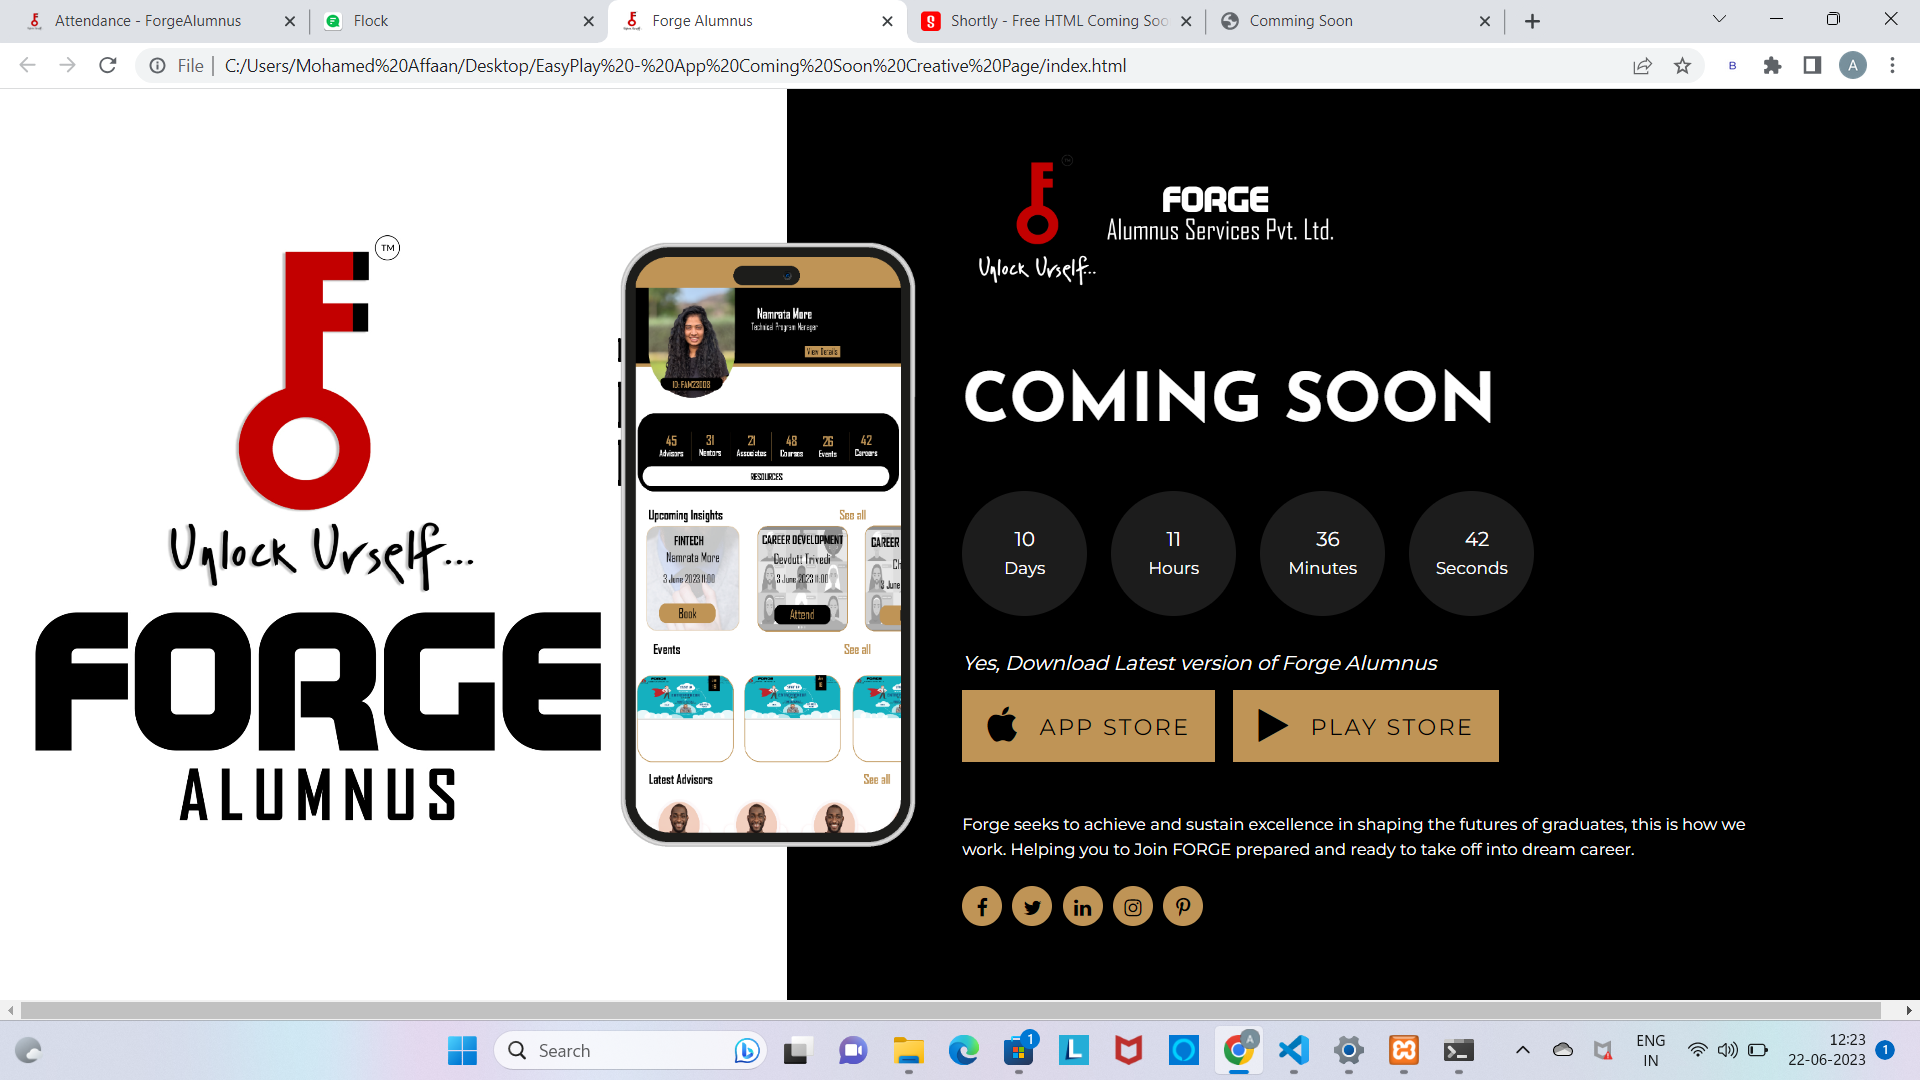 Attendance - ForgeAlumnus
Flock
Forge Alumnus
Shortly - Free HTML Coming Soo
Comming Soon
File
C:/Users/Mohamed%20Affaan/Desktop/EasyPlay%20-%20App%20Coming%20Soon%20Creative%20Page/index.html
B
A
TM
Unlock Urself...
FORGE
ALUMNUS
Namrata More
Technical Program Manager
View Details
ID: FAM23003
45 31 21 48 26 42
Advisors Mentors Associates Courses Events Careers
RESOURCES
Upcoming Insights See all
FINTECH
Namrata More
3 June 2023 11:00
Book
CAREER DEVELOPMENT
Devdutt Trivedi
3 June, 2023 11:00
Attend
CAREER
Ch
3 June
Events See all
Latest Advisors See all
Unlock Urself...
FORGE
Alumnus Services Pvt. Ltd.
COMING SOON
10 11 36 42
Days Hours Minutes Seconds
Yes, Download Latest version of Forge Alumnus
APP STORE PLAY STORE
Forge seeks to achieve and sustain excellence in shaping the futures of graduates, this is how we
work. Helping you to Join FORGE prepared and ready to take off into dream career.
Search
1
A
ENG
IN
12:23
22-06-2023
1